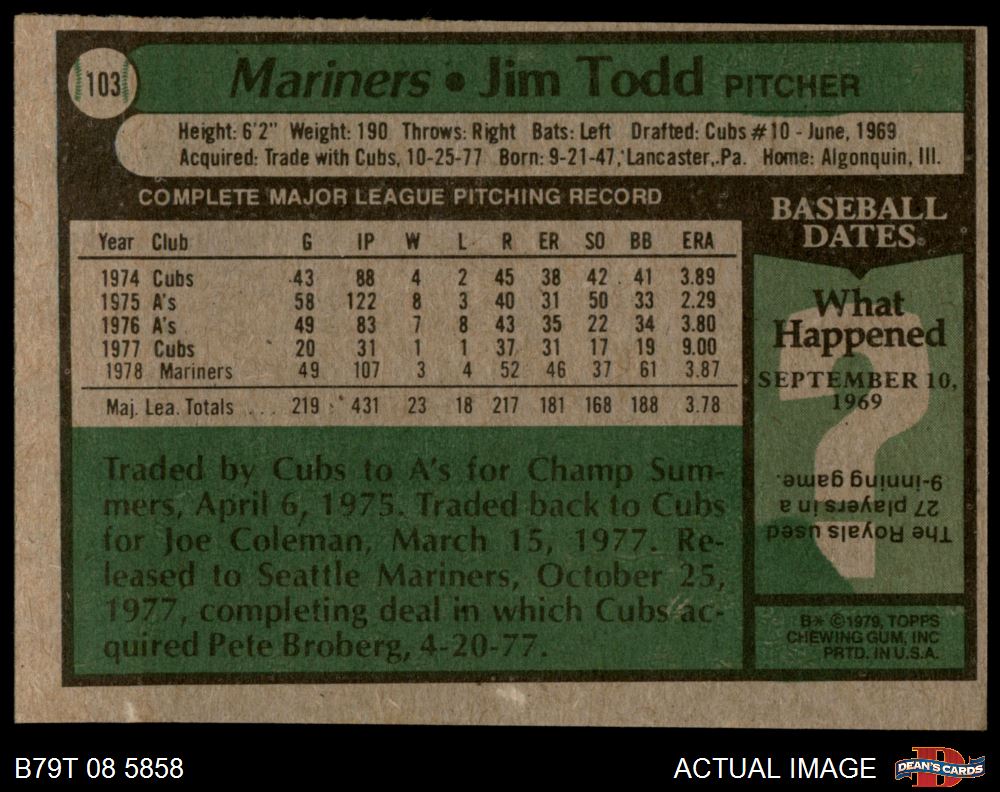 103
Mariners • Jim Todd PITCHER
Height: 6'2" Weight: 190 Throws: Right Bats: Left Drafted: Cubs #10 - June, 1969
Acquired: Trade with Cubs, 10-25-77 Born: 9-21-47, Lancaster, Pa. Home: Algonquin, Ill.
COMPLETE MAJOR LEAGUE PITCHING RECORD
Year Club G IP W L R ER SO BB ERA
1974 Cubs 43 88 4 2 45 38 42 41 3.89
1975 A's 58 122 8 3 40 31 50 33 2.29
1976 A's 49 83 7 8 43 35 22 34 3.80
1977 Cubs 20 31 1 1 37 31 17 19 9.00
1978 Mariners 49 107 3 4 52 46 37 61 3.87
Maj. Lea. Totals ... 219 431 23 18 217 181 168 188 3.78
Traded by Cubs to A's for Champ Sum-
mers, April 6, 1975. Traded back to Cubs
for Joe Coleman, March 15, 1977. Re-
leased to Seattle Mariners, October 25,
1977, completing deal in which Cubs ac-
quired Pete Broberg, 4-20-77.
BASEBALL
DATES
What
Happened
SEPTEMBER 10,
1969
The Royals used
27 players in a
9-inning game.
B* ©1979, TOPPS
CHEWING GUM, INC
PRTD. IN U.S.A.
B79T 08 5858
ACTUAL IMAGE
DEAN'S CARDS